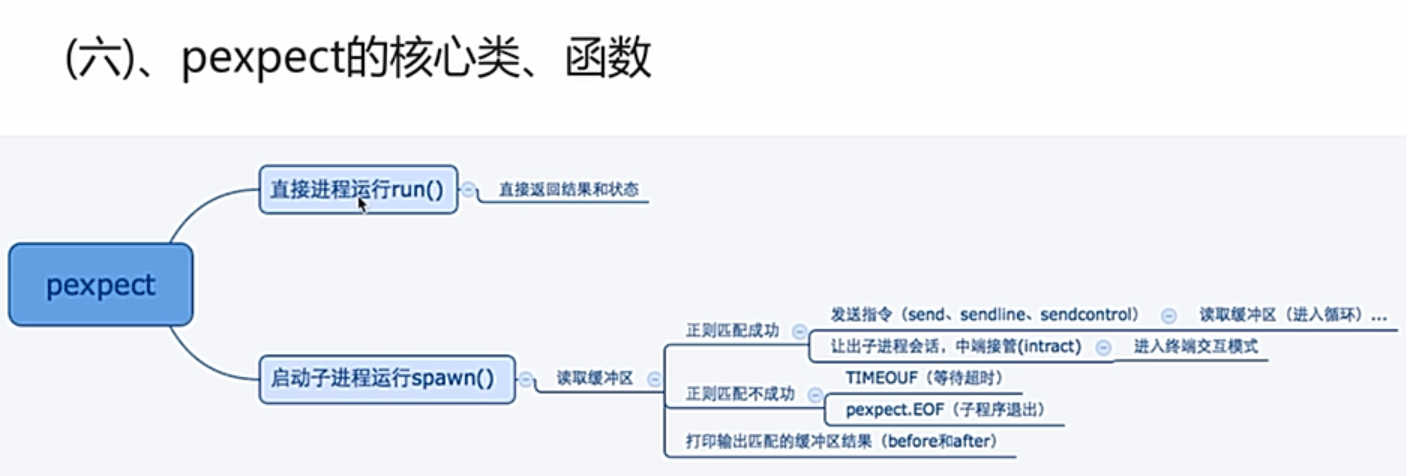 (六)、pexpect的核心类、函数
直接进程运行run()
直接返回结果和状态
pexpect
启动子进程运行spawn()
读取缓冲区
正则匹配成功
发送指令（send、sendline、sendcontrol）
读取缓冲区（进入循环）...
让出子进程会话，中端接管(intract)
进入终端交互模式
正则匹配不成功
TIMEOUF（等待超时）
pexpect.EOF（子程序退出）
打印输出匹配的缓冲区结果（before和after）